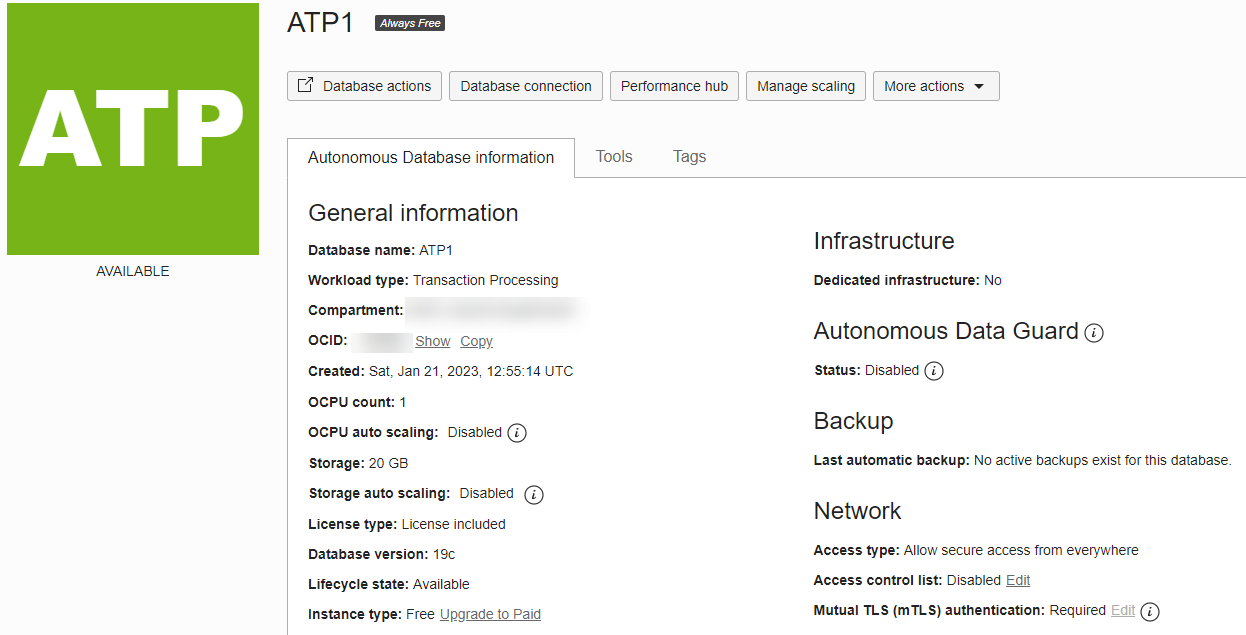 ATP
AVAILABLE
ATP1 Always Free
Database actions Database connection Performance hub Manage scaling More actions
Autonomous Database information Tools Tags
General information
Database name: ATP1
Workload type: Transaction Processing
Compartment:
OCID: Show Copy
Created: Sat, Jan 21, 2023, 12:55:14 UTC
OCPU count: 1
OCPU auto scaling: Disabled
Storage: 20 GB
Storage auto scaling: Disabled
License type: License included
Database version: 19c
Lifecycle state: Available
Instance type: Free Upgrade to Paid
Infrastructure
Dedicated infrastructure: No
Autonomous Data Guard
Status: Disabled
Backup
Last automatic backup: No active backups exist for this database.
Network
Access type: Allow secure access from everywhere
Access control list: Disabled Edit
Mutual TLS (mTLS) authentication: Required Edit